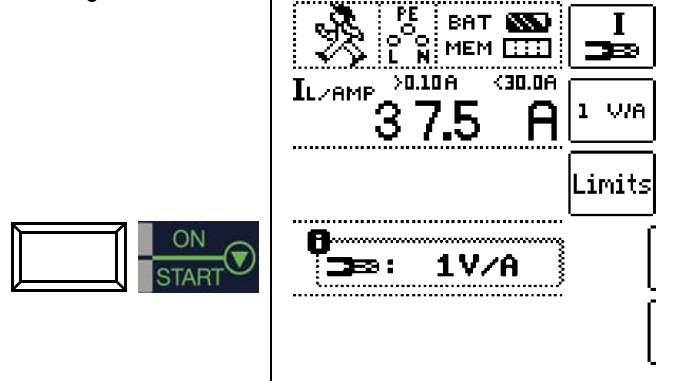 PE
BAT
L N MEM
I
IL/AMP >0.10A <30.0A
37.5 A
1 V/A
Limits
ON
START
: 1V/A